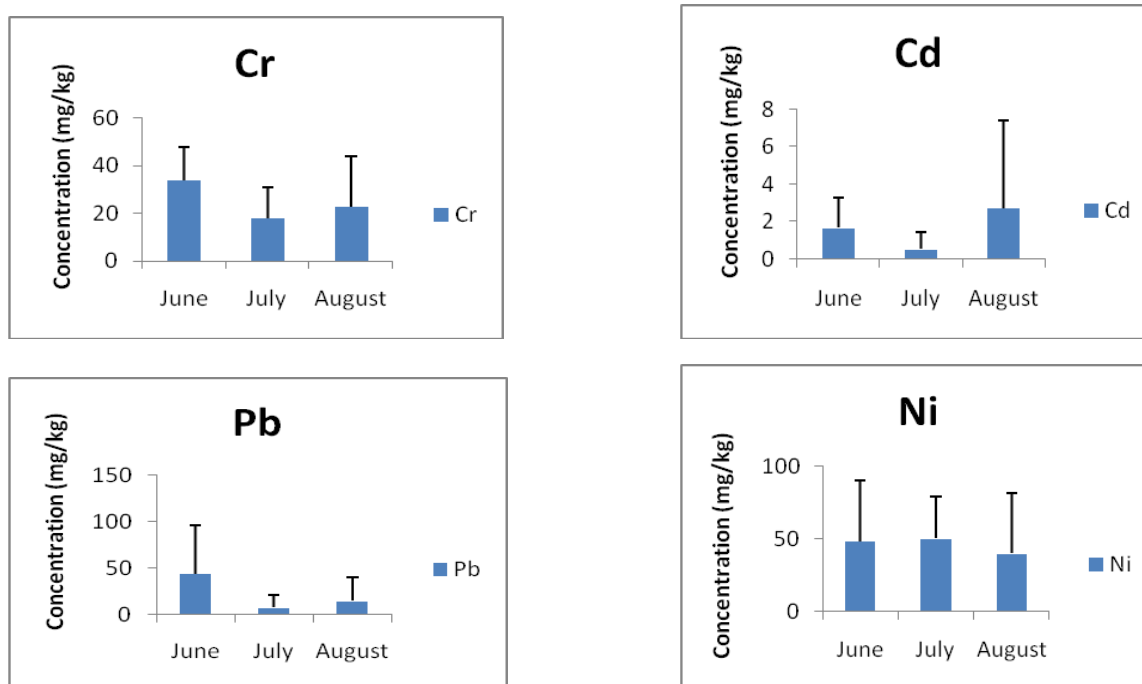 Cr
Concentration (mg/kg)
60
40
20
0
June July August
Cr
Cd
Concentration (mg/kg)
8
6
4
2
0
June July August
Cd
Pb
Concentration (mg/kg)
150
100
50
0
June July August
Pb
Ni
Concentration (mg/kg)
100
50
0
June July August
Ni